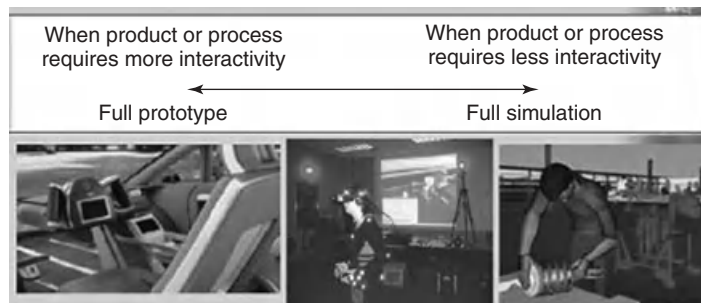 When product or process
requires more interactivity
When product or process
requires less interactivity
Full prototype
Full simulation